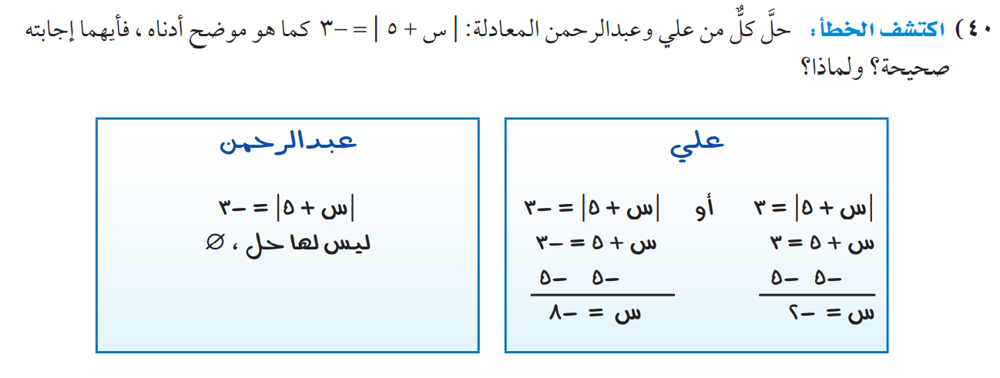 ٤٠) اكتشف الخطأ: حلَّ كلٌّ من علي وعبدالرحمن المعادلة: | س + ٥ | = −٣ كما هو موضح أدناه ، فأيهما إجابته
صحيحة؟ ولماذا؟
علي
|س + ٥| = ٣ أو |س + ٥| = −٣
س + ٥ = ٣ س + ٥ = −٣
−٥ −٥ −٥ −٥
س = −٢ س = −٨
عبدالرحمن
|س + ٥| = −٣
ليس لها حل ، ∅